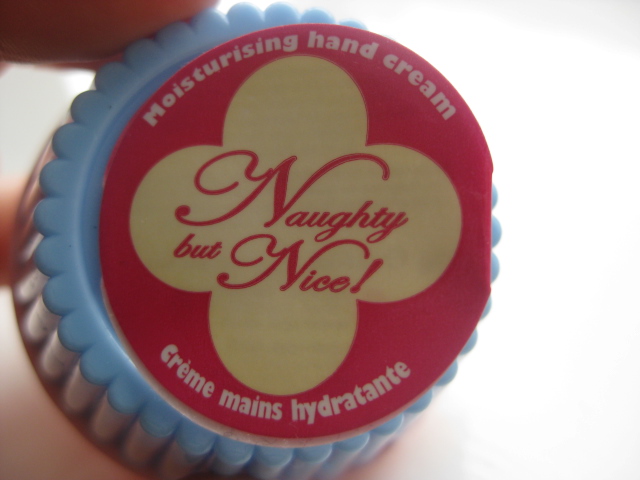 Moisturising hand cream
Naughty
but Nice!
Crème mains hydratante